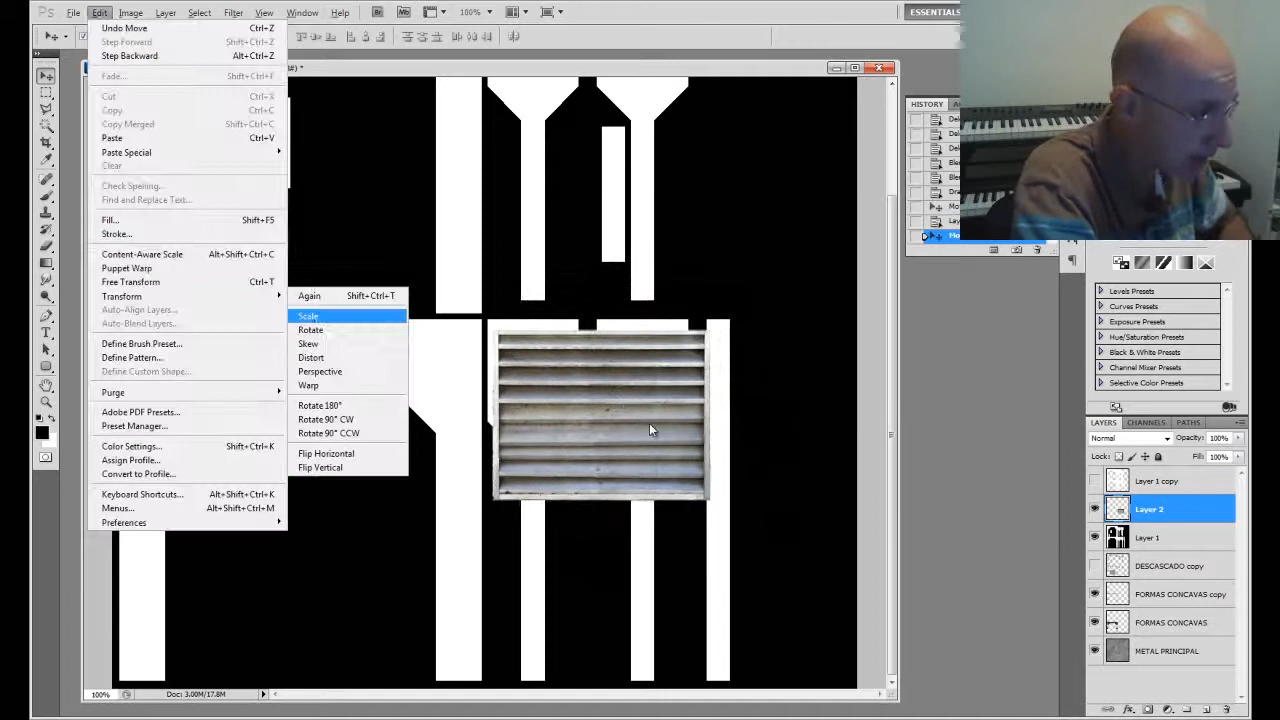 Ps File Edit Image Layer Select Filter View Window Help Br Mb 100% ESSENTIALS
Undo Move Ctrl+Z
Step Forward Shift+Ctrl+Z
Step Backward Alt+Ctrl+Z
Fade... Shift+Ctrl+F
Cut Ctrl+X
Copy Ctrl+C
Copy Merged Shift+Ctrl+C
Paste Ctrl+V
Paste Special
Clear
Check Spelling...
Find and Replace Text...
Fill... Shift+F5
Stroke...
Content-Aware Scale Alt+Shift+Ctrl+C
Puppet Warp
Free Transform Ctrl+T
Transform
Auto-Align Layers...
Auto-Blend Layers...
Define Brush Preset...
Define Pattern...
Define Custom Shape...
Purge
Adobe PDF Presets...
Preset Manager...
Color Settings... Shift+Ctrl+K
Assign Profile...
Convert to Profile...
Keyboard Shortcuts... Alt+Shift+Ctrl+K
Menus... Alt+Shift+Ctrl+M
Preferences
Again Shift+Ctrl+T
Scale
Rotate
Skew
Distort
Perspective
Warp
Rotate 180°
Rotate 90° CW
Rotate 90° CCW
Flip Horizontal
Flip Vertical
100% Doc: 3.00M/17.8M
HISTORY
Levels Presets
Curves Presets
Exposure Presets
Hue/Saturation Presets
Black & White Presets
Channel Mixer Presets
Selective Color Presets
LAYERS CHANNELS PATHS
Normal Opacity: 100%
Lock: Fill: 100%
Layer 1 copy
Layer 2
Layer 1
DESCASCADO copy
FORMAS CONCAVAS copy
FORMAS CONCAVAS
METAL PRINCIPAL